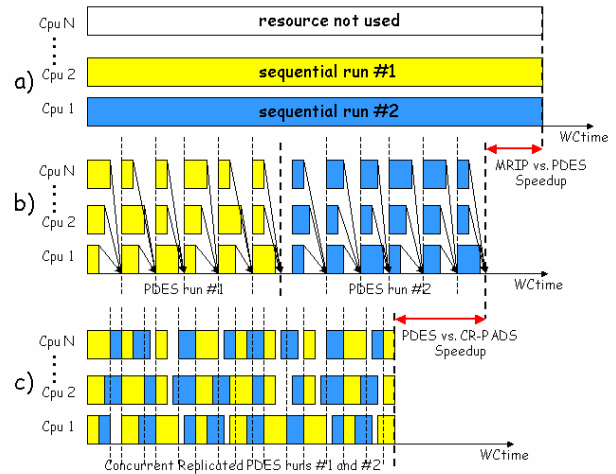 Cpu N
resource not used
a)
Cpu 2
sequential run #1
Cpu 1
sequential run #2
WCtime
MRIP vs. PDES
Speedup
Cpu N
b)
Cpu 2
Cpu 1
PDES run #1
PDES run #2
WCtime
PDES vs. CR-PADS
Speedup
Cpu N
c)
Cpu 2
Cpu 1
WCtime
Concurrent Replicated PDES runs #1 and #2